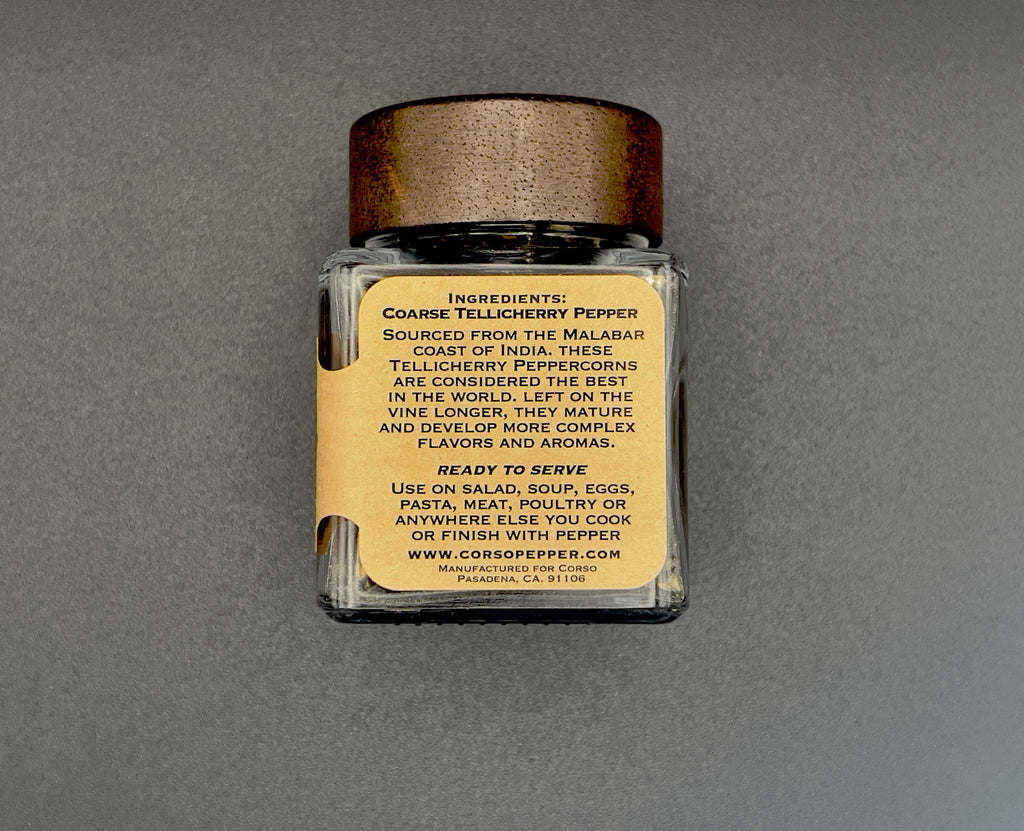 Ingredients:
Coarse Tellicherry Pepper
Sourced from the Malabar
coast of India. These
Tellicherry Peppercorns
are considered the best
in the world. Left on the
vine longer, they mature
and develop more complex
flavors and aromas.
READY TO SERVE
Use on salad, soup, eggs,
pasta, meat, poultry or
anywhere else you cook
or finish with pepper
www.corsopepper.com
Manufactured for Corso
Pasadena, CA. 91106